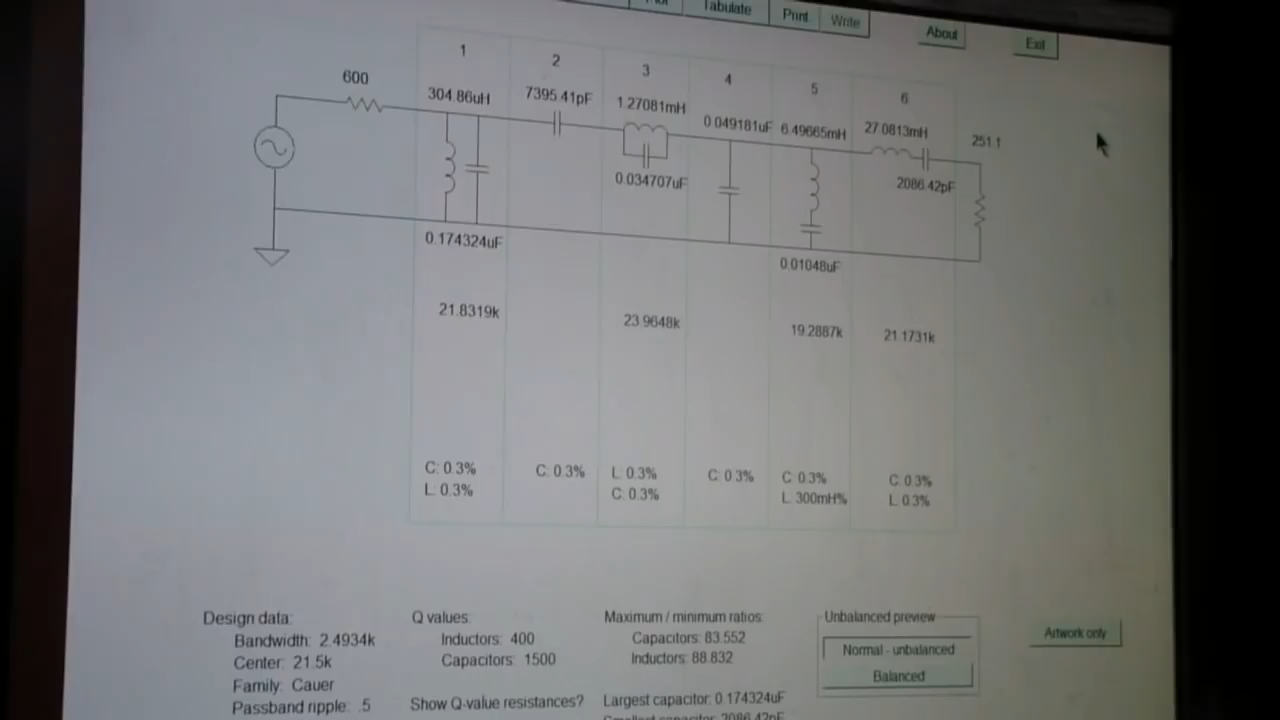 Tabulate
Print
Write
About
Exit
1
2
3
4
5
6
600
304.86uH
7395.41pF
1.27081mH
0.049181uF
6.49665mH
27.0813mH
251.1
0.034707uF
2086.42pF
0.174324uF
0.01048uF
21.8319k
23.9648k
19.2887k
21.1731k
C: 0.3%
L: 0.3%
C: 0.3%
L: 0.3%
C: 0.3%
C: 0.3%
C: 0.3%
L: 300mH%
C: 0.3%
L: 0.3%
Design data:
Bandwidth: 2.4934k
Center: 21.5k
Family: Cauer
Passband ripple: .5
Q values:
Inductors: 400
Capacitors: 1500
Show Q-value resistances?
Maximum / minimum ratios:
Capacitors: 83.552
Inductors: 88.832
Largest capacitor: 0.174324uF
Smallest capacitor: 2086.42pF
Unbalanced preview
Normal - unbalanced
Balanced
Artwork only